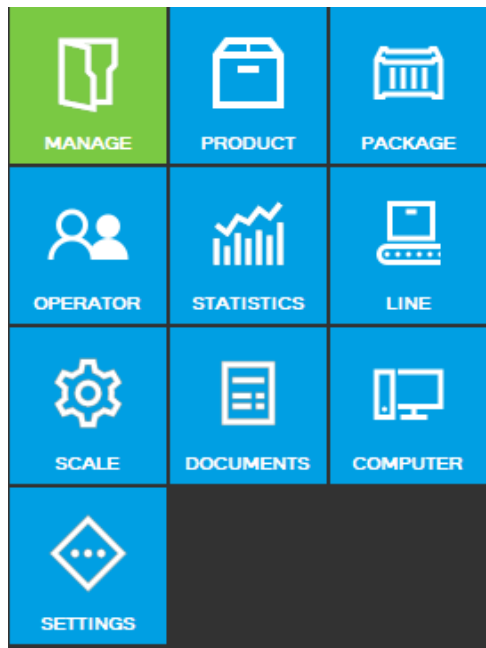 MANAGE
PRODUCT
PACKAGE
OPERATOR
STATISTICS
LINE
SCALE
DOCUMENTS
COMPUTER
SETTINGS